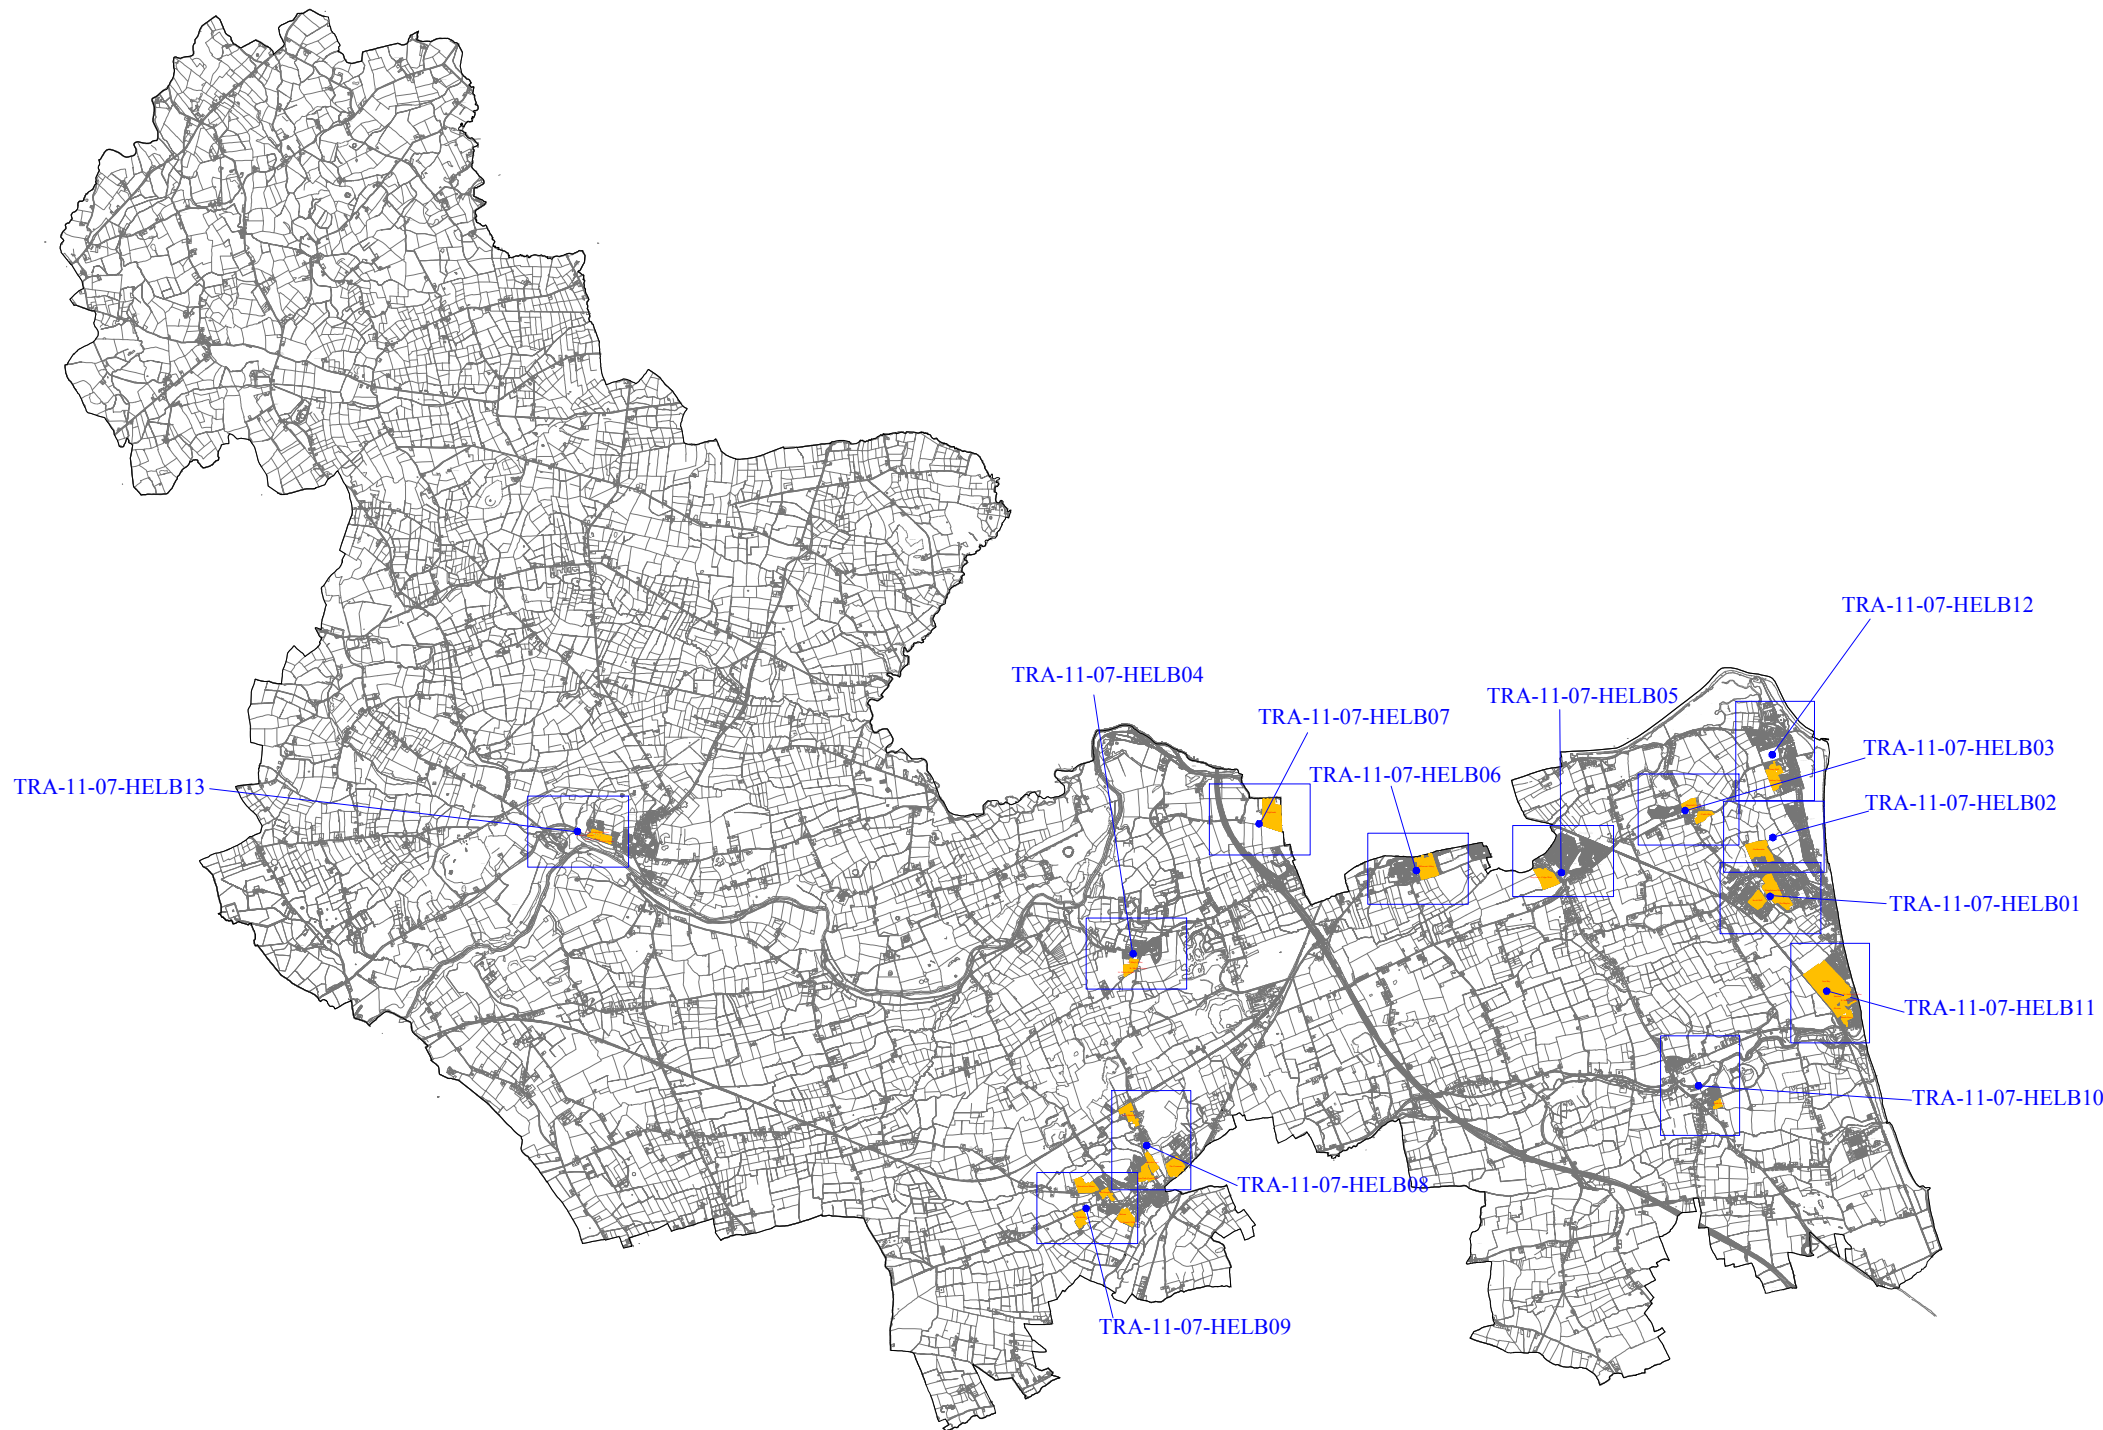 TRA-11-07-HELB12
TRA-11-07-HELB04
TRA-11-07-HELB05
TRA-11-07-HELB07
TRA-11-07-HELB03
TRA-11-07-HELB06
TRA-11-07-HELB13
TRA-11-07-HELB02
TRA-11-07-HELB01
TRA-11-07-HELB11
TRA-11-07-HELB10
TRA-11-07-HELB08
TRA-11-07-HELB09